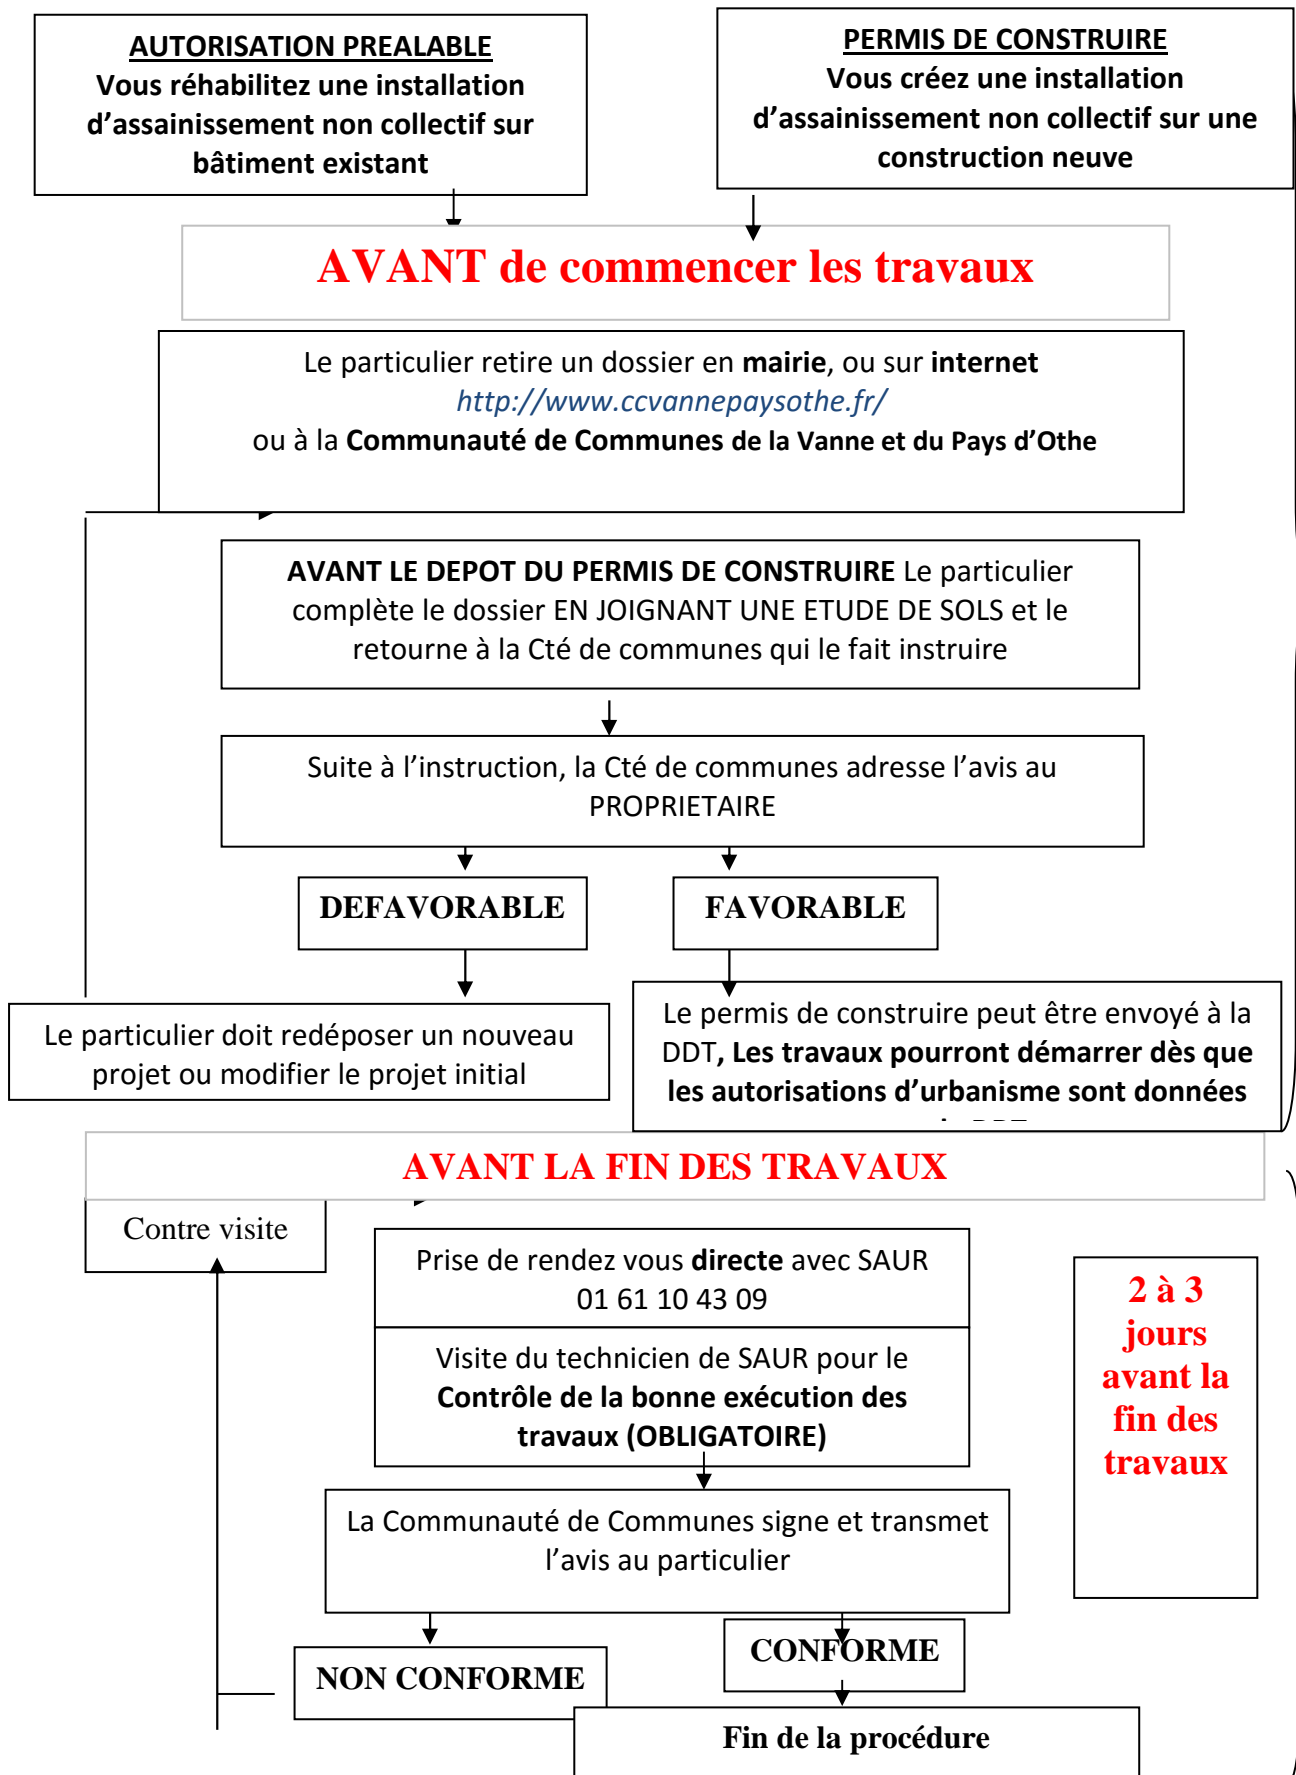 AUTORISATION PREALABLE
Vous réhabilitez une installation
d’assainissement non collectif sur
bâtiment existant
PERMIS DE CONSTRUIRE
Vous créez une installation
d’assainissement non collectif sur une
construction neuve
AVANT de commencer les travaux
Le particulier retire un dossier en mairie, ou sur internet
http://www.ccvannepaysothe.fr/
ou à la Communauté de Communes de la Vanne et du Pays d’Othe
AVANT LE DEPOT DU PERMIS DE CONSTRUIRE Le particulier
complète le dossier EN JOIGNANT UNE ETUDE DE SOLS et le
retourne à la Cté de communes qui le fait instruire
Suite à l’instruction, la Cté de communes adresse l’avis au
PROPRIETAIRE
DEFAVORABLE
FAVORABLE
Le particulier doit redéposer un nouveau
projet ou modifier le projet initial
Le permis de construire peut être envoyé à la
DDT, Les travaux pourront démarrer dès que
les autorisations d’urbanisme sont données
AVANT LA FIN DES TRAVAUX
Contre visite
Prise de rendez vous directe avec SAUR
01 61 10 43 09
Visite du technicien de SAUR pour le
Contrôle de la bonne exécution des
travaux (OBLIGATOIRE)
2 à 3
jours
avant la
fin des
travaux
La Communauté de Communes signe et transmet
l’avis au particulier
NON CONFORME
CONFORME
Fin de la procédure